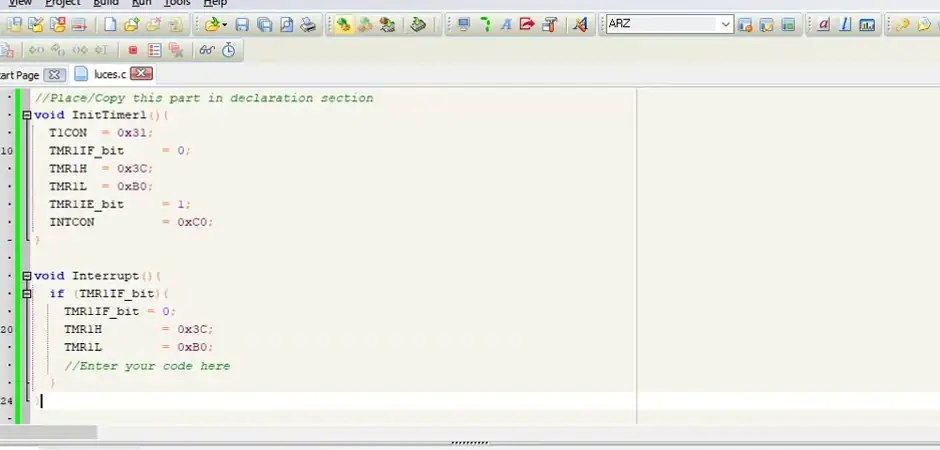 View Project Build Run Tools Help
A ARZ a l
art Page luces.c
//Place/Copy this part in declaration section
void InitTimer1(){
T1CON = 0x31;
10 TMR1IF_bit = 0;
TMR1H = 0x3C;
TMR1L = 0xB0;
TMR1IE_bit = 1;
INTCON = 0xC0;
}
void Interrupt(){
if (TMR1IF_bit){
TMR1IF_bit = 0;
20 TMR1H = 0x3C;
TMR1L = 0xB0;
//Enter your code here
}
24 }